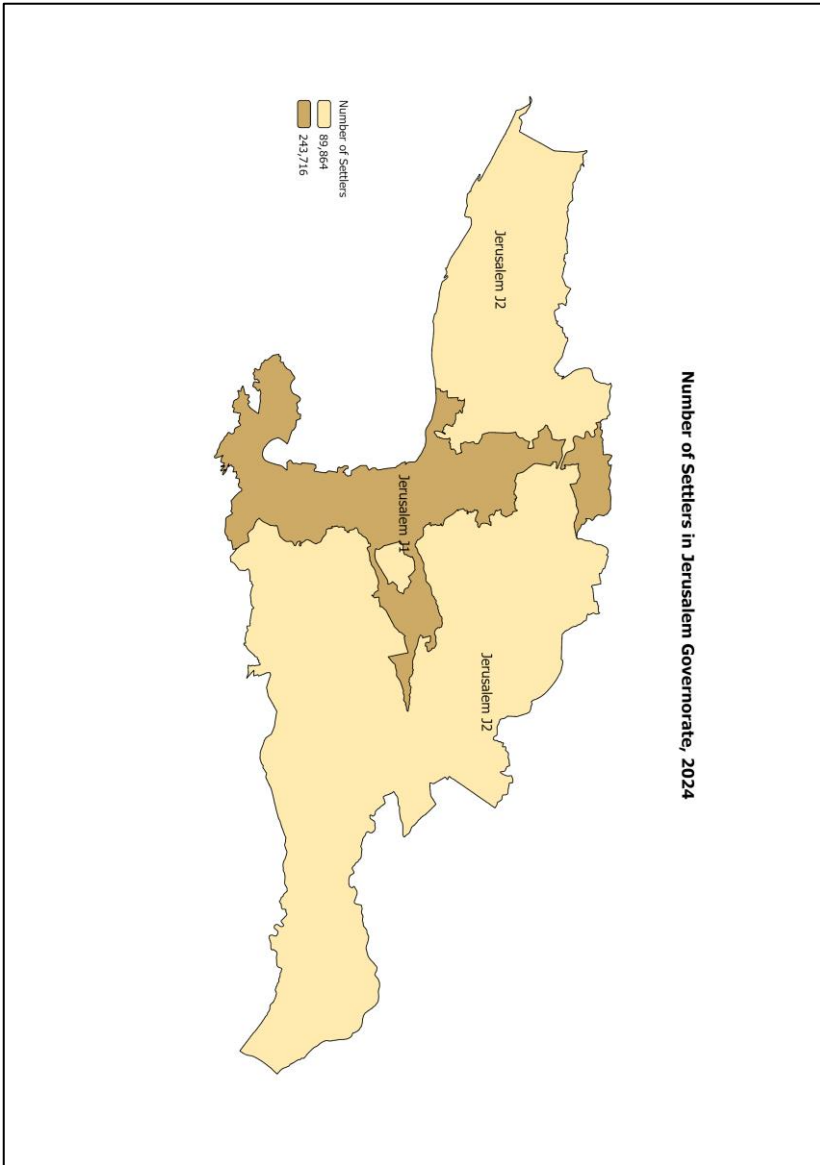 Number of Settlers in Jerusalem Governorate, 2024
Jerusalem J2
Jerusalem J1
Jerusalem J2
Number of Settlers
89,864
243,716